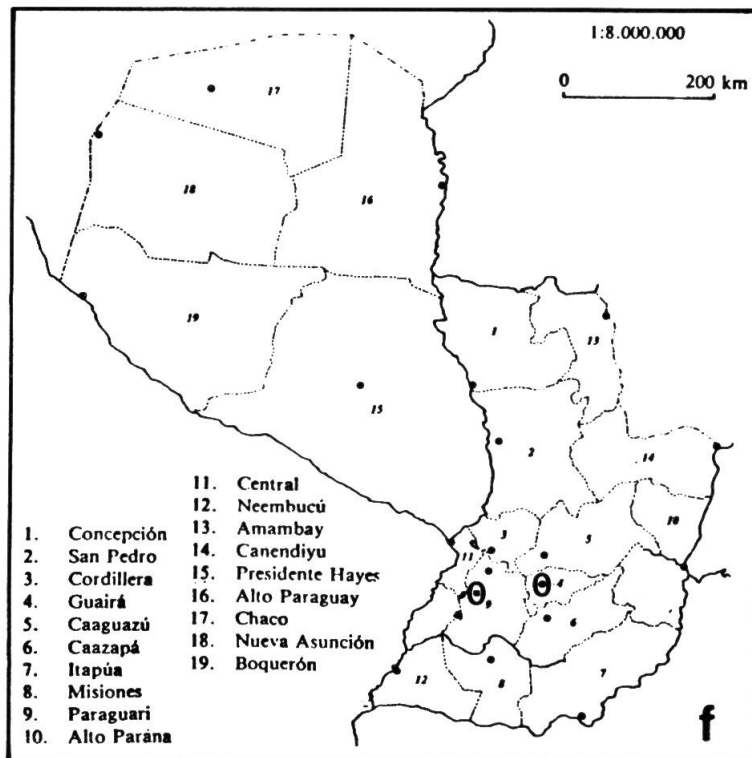 1:8.000.000
0 200 km
17
18
16
19
15
1
13
2
14
10
3
5
11
4
9
6
12
8
7
1. Concepción
2. San Pedro
3. Cordillera
4. Guairá
5. Caaguazú
6. Caazapá
7. Itapúa
8. Misiones
9. Paraguari
10. Alto Parána
11. Central
12. Neembucú
13. Amambay
14. Canendiyu
15. Presidente Hayes
16. Alto Paraguay
17. Chaco
18. Nueva Asunción
19. Boquerón
f